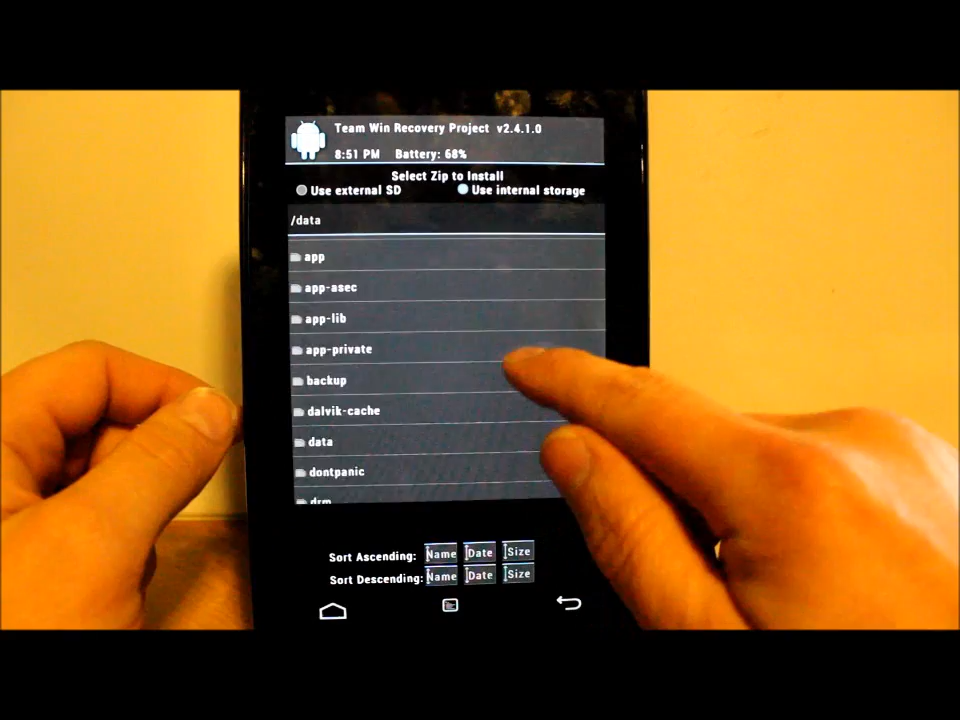 Team Win Recovery Project v2.4.1.0
8:51 PM Battery: 68%
Select Zip to Install
Use external SD Use internal storage
/data
app
app-asec
app-lib
app-private
backup
dalvik-cache
data
dontpanic
drm
Sort Ascending: Name Date Size
Sort Descending: Name Date Size